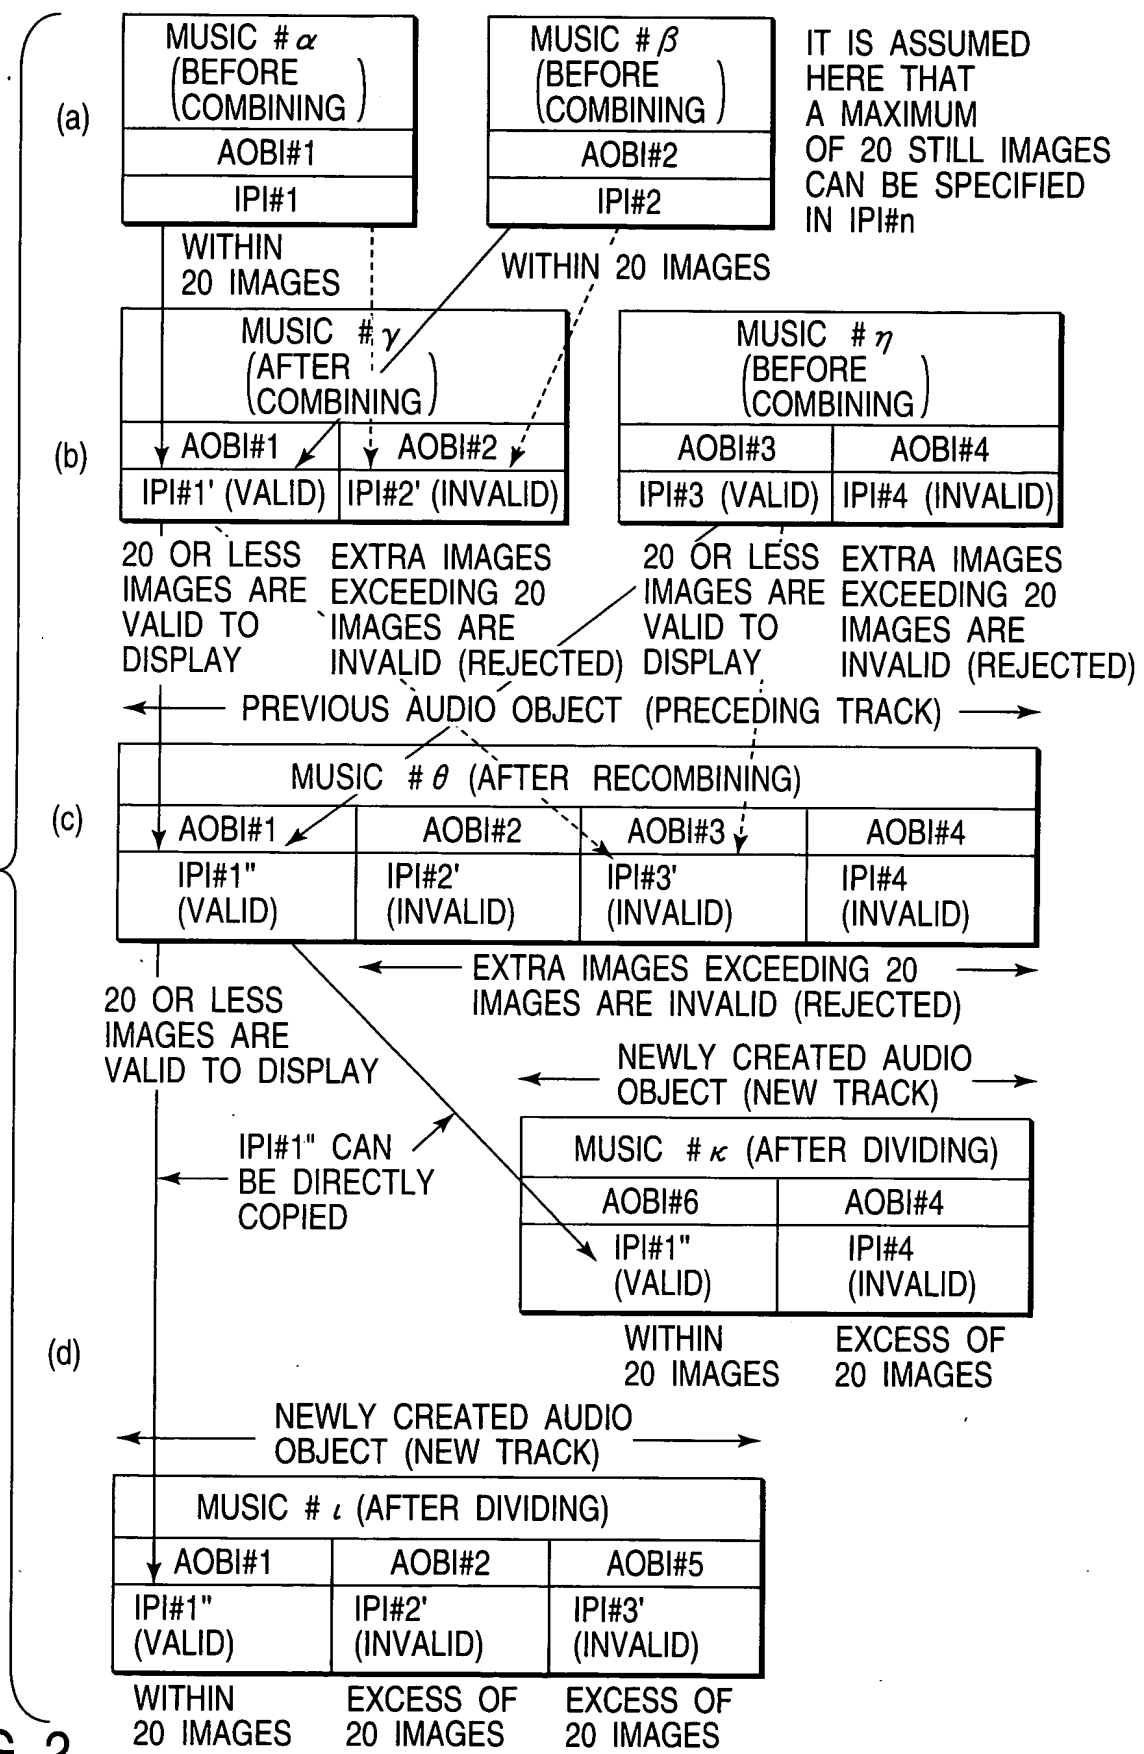 (a)
MUSIC # α
(BEFORE
COMBINING)
AOBI#1
IPI#1
MUSIC # β
(BEFORE
COMBINING)
AOBI#2
IPI#2
IT IS ASSUMED
HERE THAT
A MAXIMUM
OF 20 STILL IMAGES
CAN BE SPECIFIED
IN IPI#n
WITHIN
20 IMAGES
WITHIN 20 IMAGES
(b)
MUSIC # γ
(AFTER
COMBINING)
AOBI#1 AOBI#2
IPI#1' (VALID) IPI#2' (INVALID)
MUSIC # η
(BEFORE
COMBINING)
AOBI#3 AOBI#4
IPI#3 (VALID) IPI#4 (INVALID)
20 OR LESS
IMAGES ARE
VALID TO
DISPLAY
EXTRA IMAGES
EXCEEDING 20
IMAGES ARE
INVALID (REJECTED)
20 OR LESS
IMAGES ARE
VALID TO
DISPLAY
EXTRA IMAGES
EXCEEDING 20
IMAGES ARE
INVALID (REJECTED)
PREVIOUS AUDIO OBJECT (PRECEDING TRACK)
(c)
MUSIC # θ (AFTER RECOMBINING)
AOBI#1 AOBI#2 AOBI#3 AOBI#4
IPI#1" IPI#2' IPI#3' IPI#4
(VALID) (INVALID) (INVALID) (INVALID)
20 OR LESS
IMAGES ARE
VALID TO DISPLAY
EXTRA IMAGES EXCEEDING 20
IMAGES ARE INVALID (REJECTED)
NEWLY CREATED AUDIO
OBJECT (NEW TRACK)
IPI#1" CAN
BE DIRECTLY
COPIED
MUSIC # κ (AFTER DIVIDING)
AOBI#6 AOBI#4
IPI#1" IPI#4
(VALID) (INVALID)
WITHIN EXCESS OF
20 IMAGES 20 IMAGES
(d)
NEWLY CREATED AUDIO
OBJECT (NEW TRACK)
MUSIC # ι (AFTER DIVIDING)
AOBI#1 AOBI#2 AOBI#5
IPI#1" IPI#2' IPI#3'
(VALID) (INVALID) (INVALID)
WITHIN EXCESS OF EXCESS OF
20 IMAGES 20 IMAGES 20 IMAGES